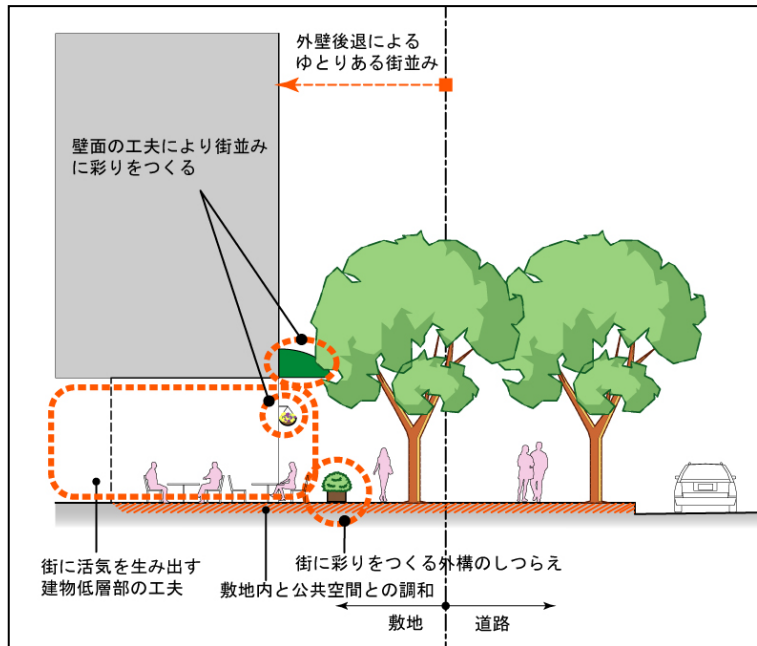 外壁後退による
ゆとりある街並み
壁面の工夫により街並み
に彩りをつくる
街に活気を生み出す
建物低層部の工夫
街に彩りをつくる外構のしつらえ
敷地内と公共空間との調和
敷地
道路